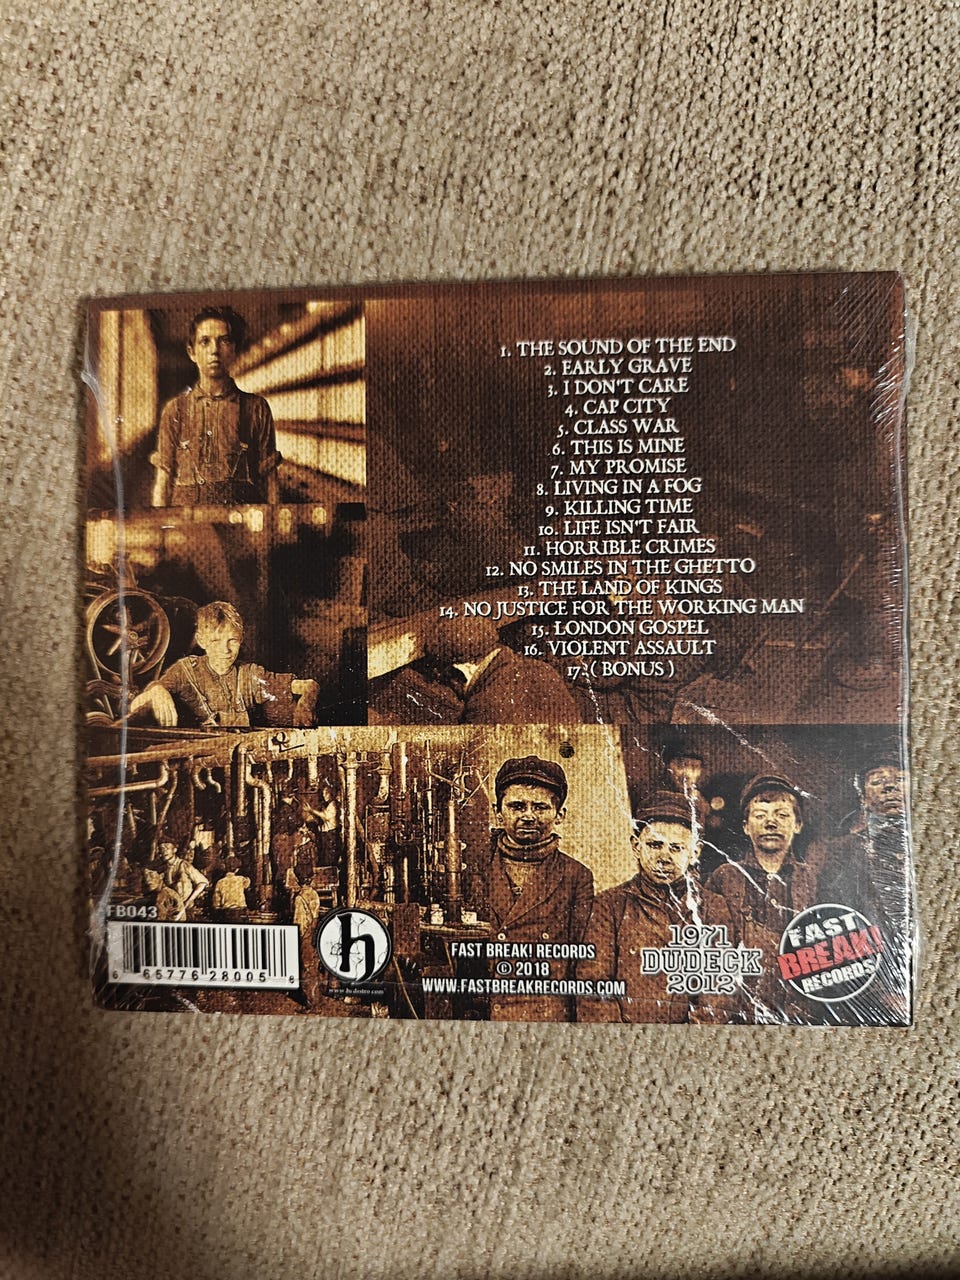 1. THE SOUND OF THE END
2. EARLY GRAVE
3. I DON'T CARE
4. CAP CITY
5. CLASS WAR
6. THIS IS MINE
7. MY PROMISE
8. LIVING IN A FOG
9. KILLING TIME
10. LIFE ISN'T FAIR
11. HORRIBLE CRIMES
12. NO SMILES IN THE GHETTO
13. THE LAND OF KINGS
14. NO JUSTICE FOR THE WORKING MAN
15. LONDON GOSPEL
16. VIOLENT ASSAULT
17. ( BONUS )
FB043
6 65776 28005 8
h
FAST BREAK! RECORDS
© 2018
WWW.FASTBREAKRECORDS.COM
1971
DUDECK
2012
FAST
BREAK!
RECORDS